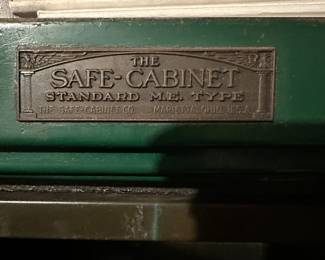 THE
SAFE-CABINET
STANDARD M.E. TYPE
THE SAFE-CABINET CO. MARIETTA, OHIO, U.S.A.